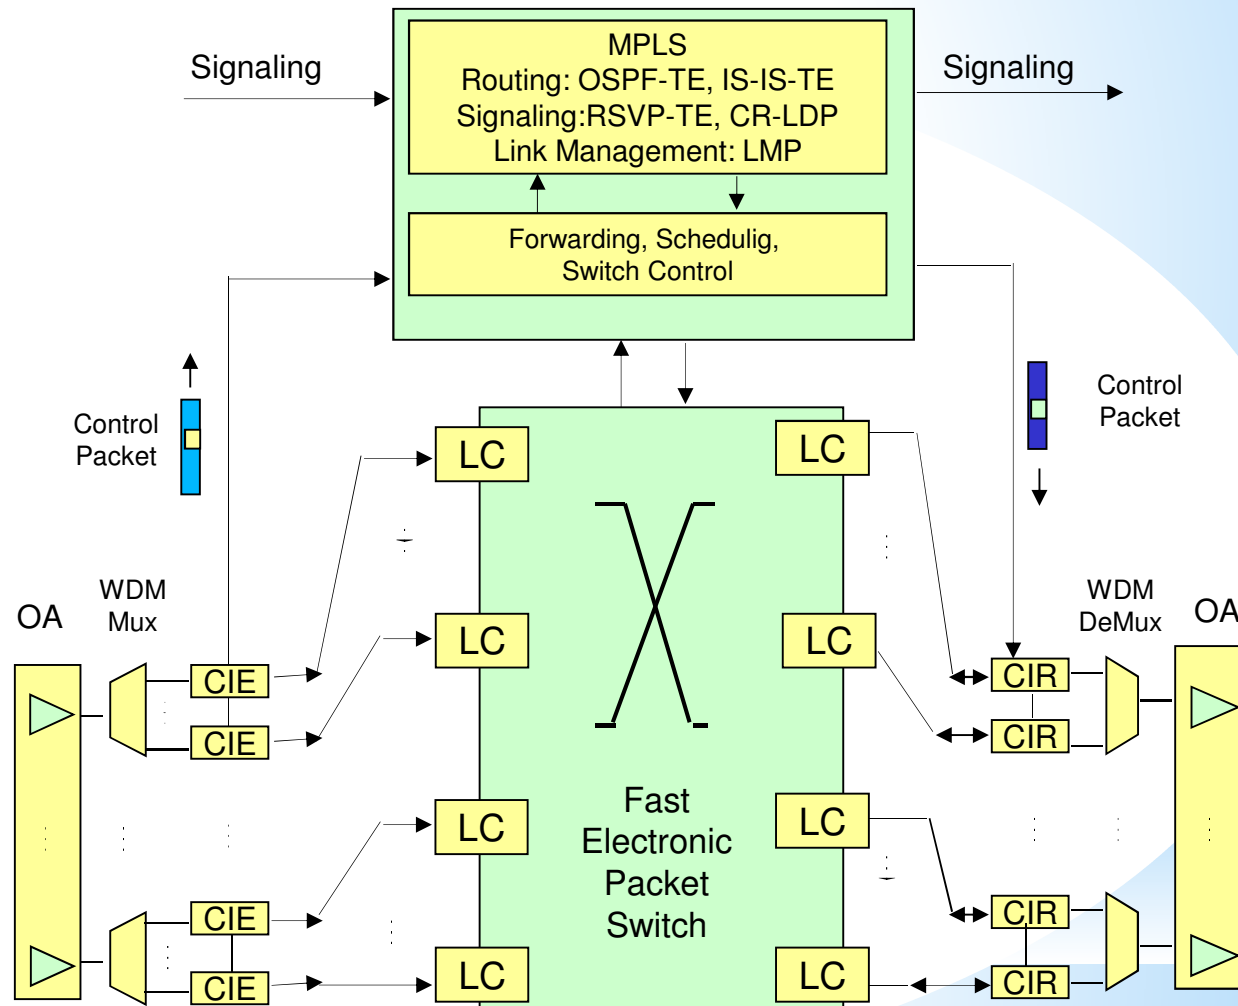 MPLS
Routing: OSPF-TE, IS-IS-TE
Signaling:RSVP-TE, CR-LDP
Link Management: LMP
Signaling
Signaling
Forwarding, Schedulig,
Switch Control
Control
Packet
Control
Packet
LC
LC
LC
LC
LC
LC
LC
LC
OA
WDM
Mux
WDM
DeMux
OA
CIE
CIE
CIE
CIE
CIR
CIR
CIR
CIR
Fast
Electronic
Packet
Switch